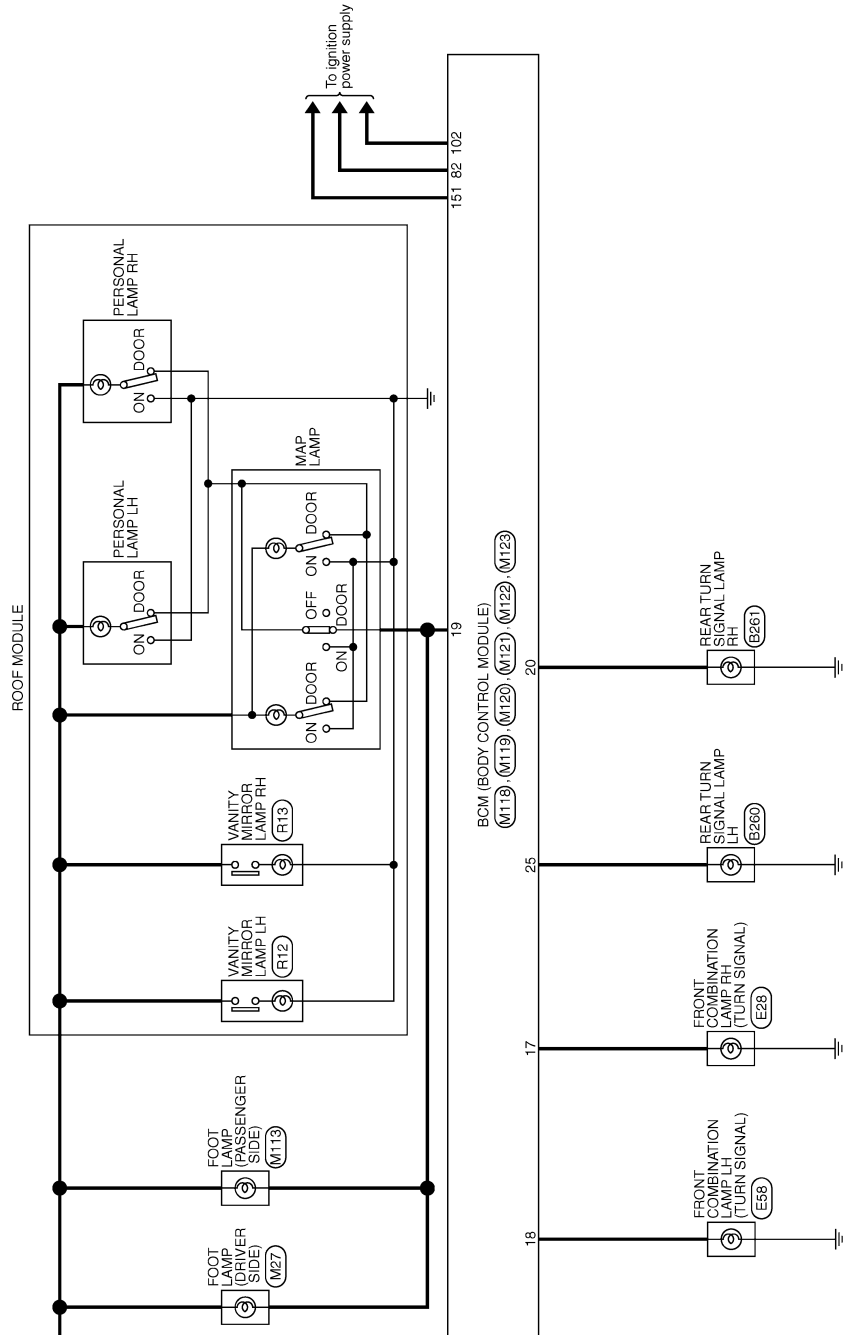 To ignition
power supply
102
82
151
ROOF MODULE
PERSONAL
LAMP RH
ON
DOOR
PERSONAL
LAMP LH
ON
DOOR
MAP
LAMP
ON
DOOR
OFF
DOOR
ON
ON
DOOR
VANITY
MIRROR
LAMP RH
R13
VANITY
MIRROR
LAMP LH
R12
FOOT
LAMP
(PASSENGER
SIDE)
M113
FOOT
LAMP
(DRIVER
SIDE)
M27
19
BCM (BODY CONTROL MODULE)
M118 , M119 , M120 , M121 , M122 , M123
20
REAR TURN
SIGNAL LAMP
RH
B261
25
REAR TURN
SIGNAL LAMP
LH
B260
17
FRONT
COMBINATION
LAMP RH
(TURN SIGNAL)
E28
18
FRONT
COMBINATION
LAMP LH
(TURN SIGNAL)
E58